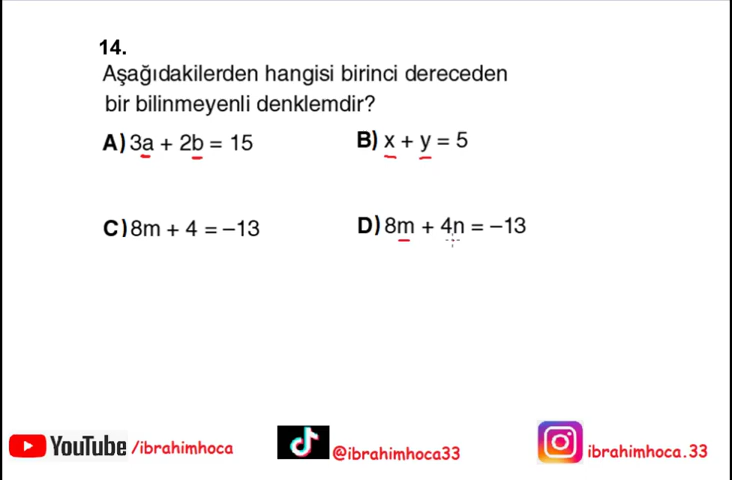 14.
Aşağıdakilerden hangisi birinci dereceden
bir bilinmeyenli denklemdir?
A) 3a + 2b = 15
B) x + y = 5
C) 8m + 4 = –13
D) 8m + 4n = –13
YouTube /ibrahimhoca
@ibrahimhoca33
ibrahimhoca.33